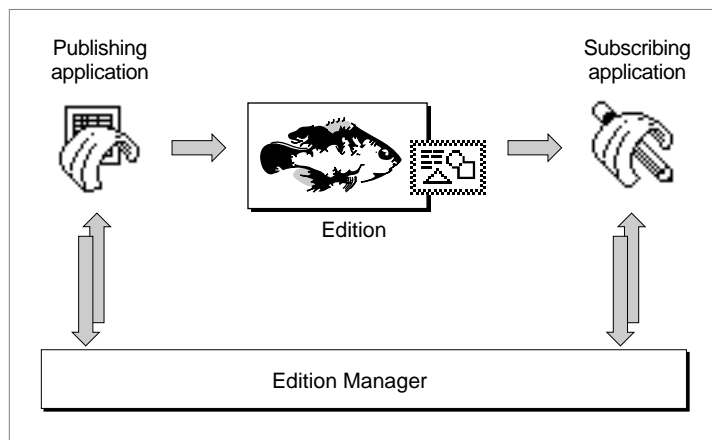 Publishing
application
Subscribing
application
Edition
Edition Manager